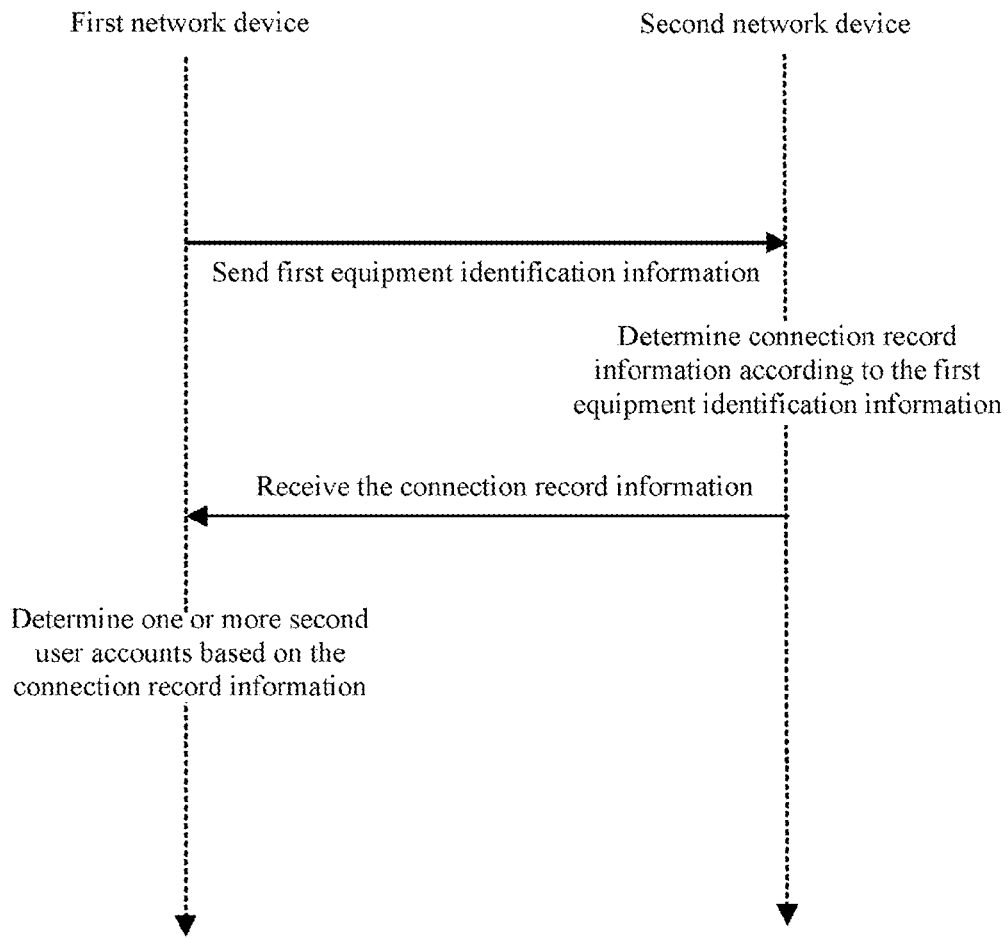 First network device
Second network device
Send first equipment identification information
Determine connection record
information according to the first
equipment identification information
Receive the connection record information
Determine one or more second
user accounts based on the
connection record information